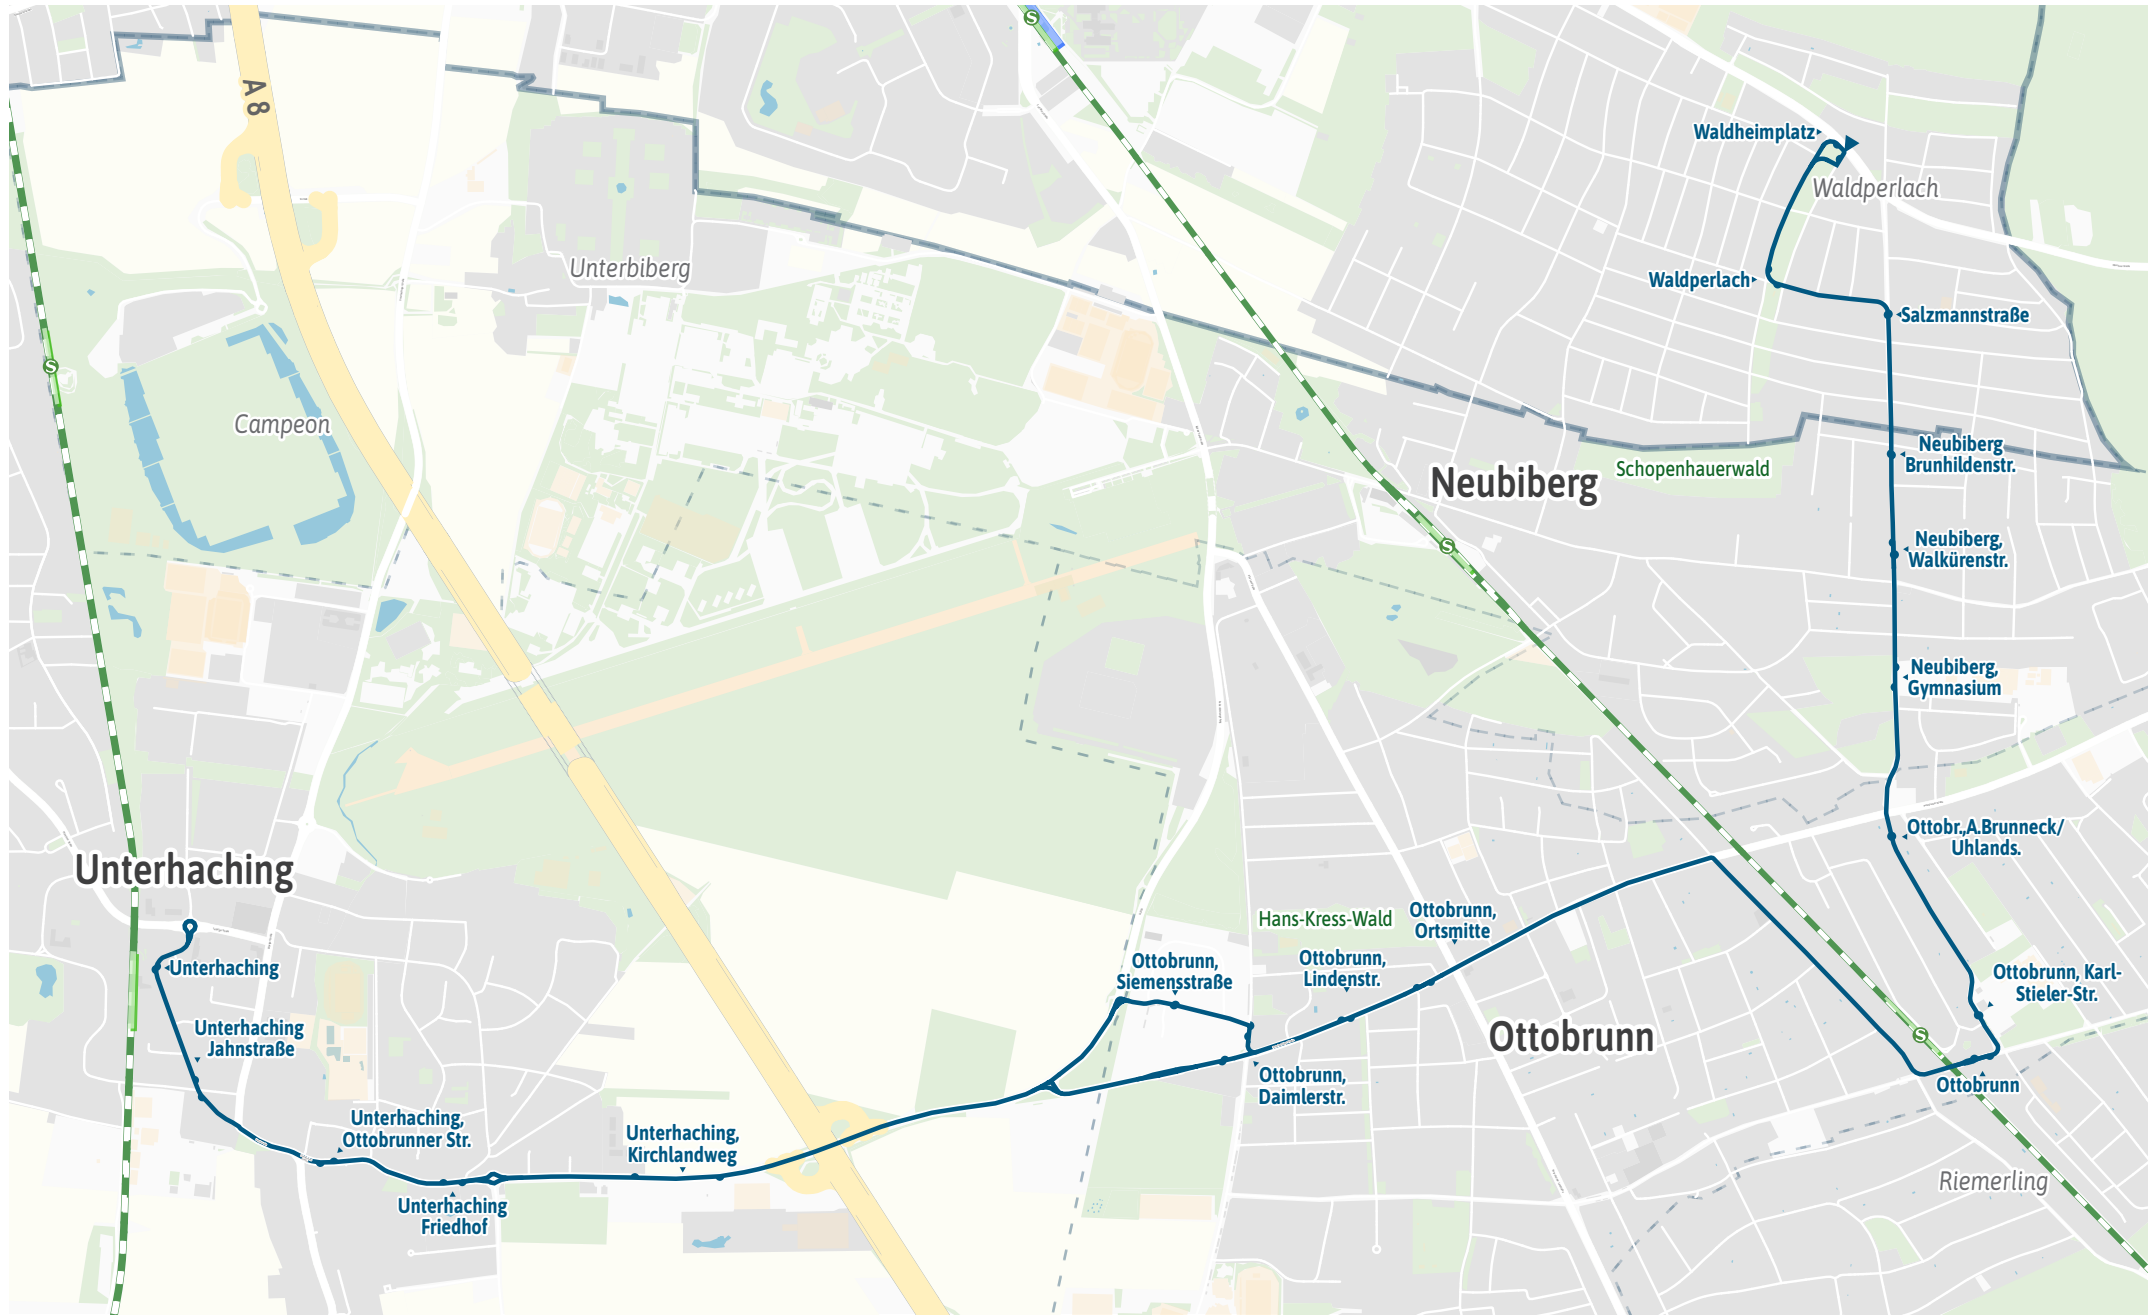 A 8
S
Waldheimplatz
Waldperlach
Unterbiberg
Waldperlach
Salzmannstraße
S
Campeon
Neubiberg
Brunhildenstr.
Schopenhauerwald
Neubiberg
S
Neubiberg,
Walkürenstr.
Neubiberg,
Gymnasium
Ottobr.,A.Brunneck/
Uhlands.
Unterhaching
Hans-Kress-Wald
Ottobrunn,
Ortsmitte
Unterhaching
Ottobrunn,
Siemensstraße
Ottobrunn,
Lindenstr.
Ottobrunn, Karl-
Stieler-Str.
Unterhaching
Jahnstraße
Ottobrunn
S
Ottobrunn,
Daimlerstr.
Ottobrunn
Unterhaching,
Ottobrunner Str.
Unterhaching,
Kirchlandweg
Riemerling
Unterhaching
Friedhof